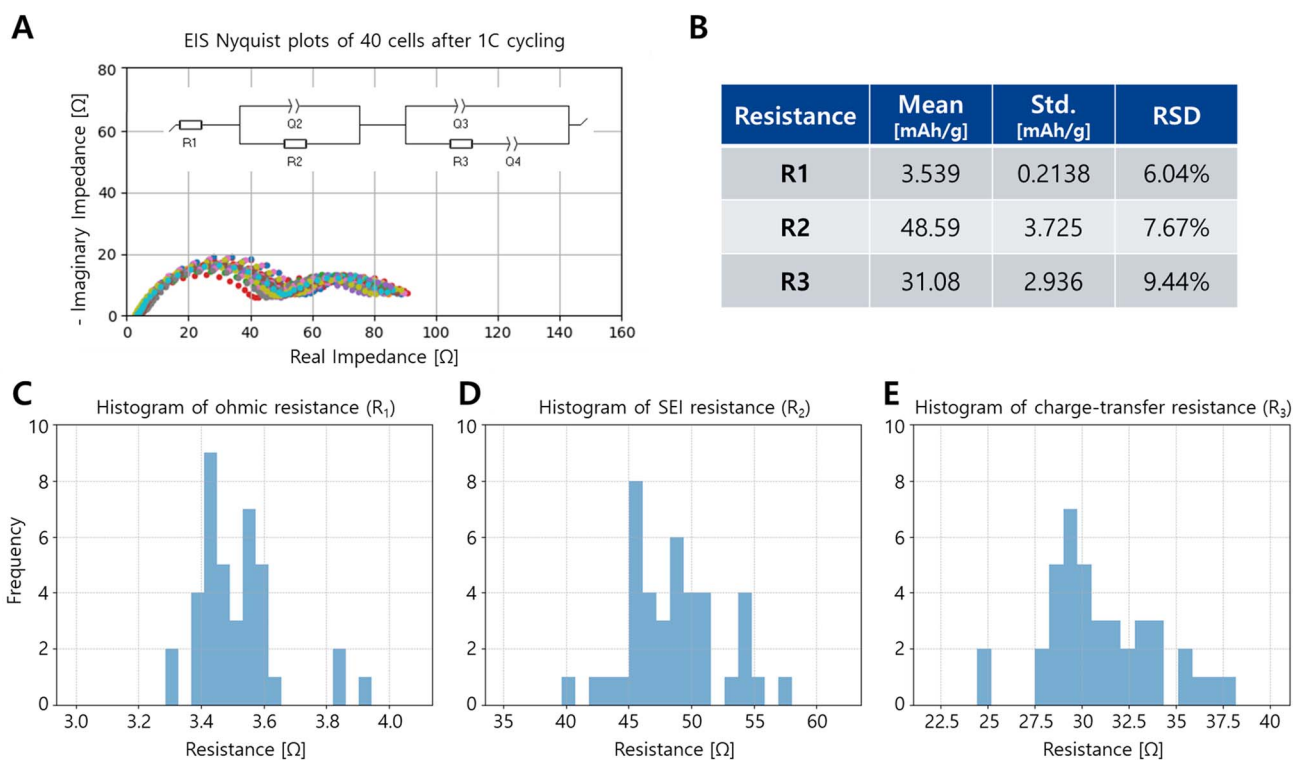 A
EIS Nyquist plots of 40 cells after 1C cycling
- Imaginary Impedance [Ω]
80
60
40
20
0
Q2
R1
R2
Q3
R3
Q4
0 20 40 60 80 100 120 140 160
Real Impedance [Ω]
B
Resistance Mean [mAh/g] Std. [mAh/g] RSD
R1 3.539 0.2138 6.04%
R2 48.59 3.725 7.67%
R3 31.08 2.936 9.44%
C
Histogram of ohmic resistance (R₁)
Frequency
10
8
6
4
2
0
3.0 3.2 3.4 3.6 3.8 4.0
Resistance [Ω]
D
Histogram of SEI resistance (R₂)
10
8
6
4
2
0
35 40 45 50 55 60
Resistance [Ω]
E
Histogram of charge-transfer resistance (R₃)
10
8
6
4
2
0
22.5 25 27.5 30 32.5 35 37.5 40
Resistance [Ω]